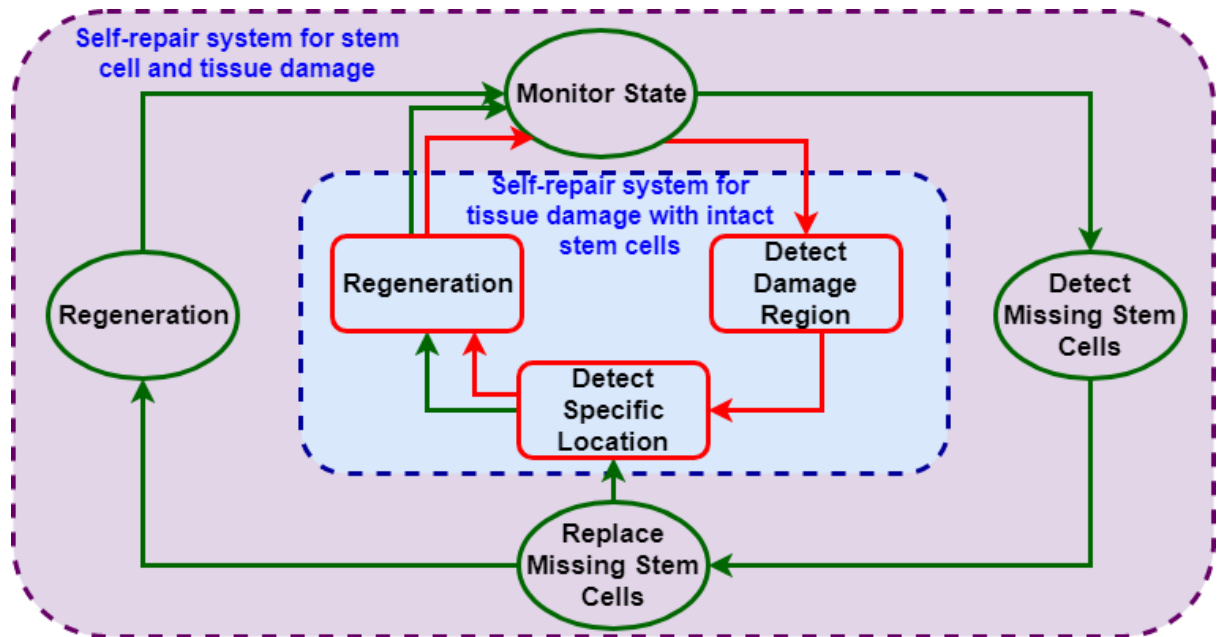 Self-repair system for stem
cell and tissue damage
Monitor State
Self-repair system for
tissue damage with intact
stem cells
Regeneration
Detect
Damage
Region
Regeneration
Detect
Missing Stem
Cells
Detect
Specific
Location
Replace
Missing Stem
Cells